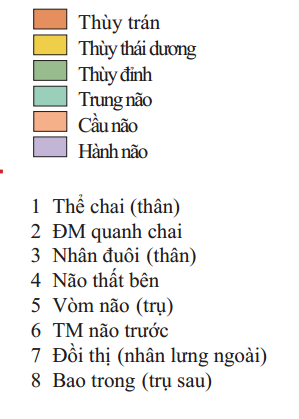 Thùy trán
Thùy thái dương
Thùy đỉnh
Trung não
Cầu não
Hành não
1 Thể chai (thân)
2 ĐM quanh chai
3 Nhân đuôi (thân)
4 Não thất bên
5 Vòm não (trụ)
6 TM não trước
7 Đồi thị (nhân lưng ngoài)
8 Bao trong (trụ sau)